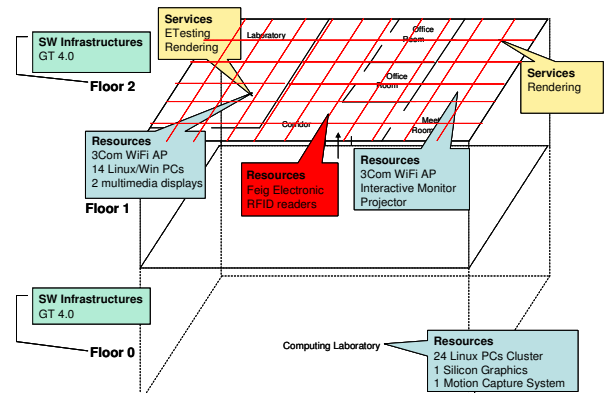 Services
ETesting
Rendering
Laboratory
Office
Room
SW Infrastructures
GT 4.0
Floor 2
Office
Room
Services
Rendering
Corridor
Meet
Room
Resources
3Com WiFi AP
14 Linux/Win PCs
2 multimedia displays
Resources
Feig Electronic
RFID readers
Resources
3Com WiFi AP
Interactive Monitor
Projector
Floor 1
SW Infrastructures
GT 4.0
Floor 0
Computing Laboratory
Resources
24 Linux PCs Cluster
1 Silicon Graphics
1 Motion Capture System